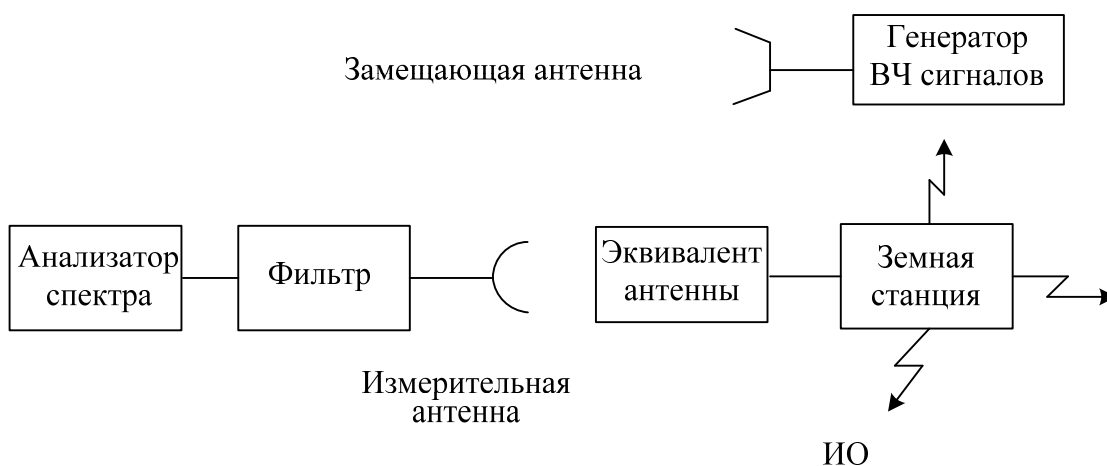 Генератор
ВЧ сигналов
Замещающая антенна
Анализатор
спектра
Фильтр
Эквивалент
антенны
Земная
станция
Измерительная
антенна
ИО